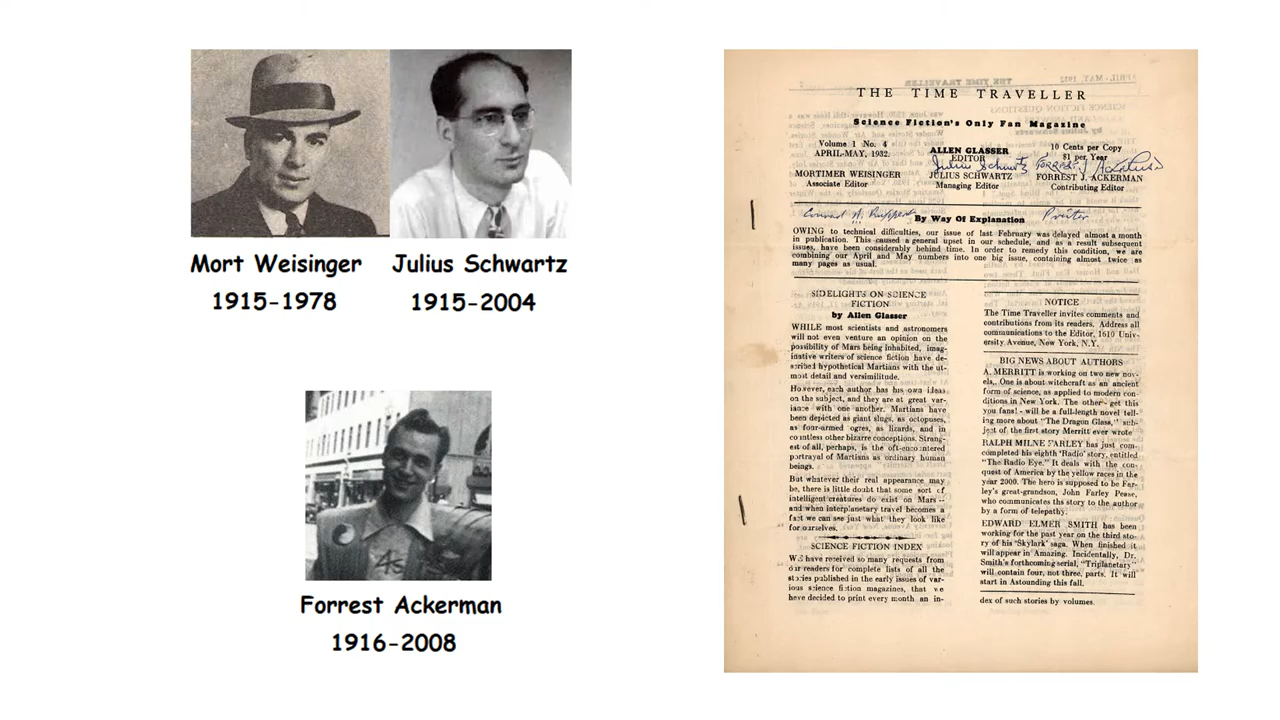 Mort Weisinger
1915-1978
Julius Schwartz
1915-2004
Forrest Ackerman
1916-2008
THE TIME TRAVELLER
Science Fiction's Only Fan Magazine
Volume 1 No. 4
APRIL-MAY, 1932.
ALLEN GLASSER
EDITOR
10 Cents per Copy
$1 per Year
Julius Schwartz
Forrest J Ackerman
MORTIMER WEISINGER
Associate Editor
JULIUS SCHWARTZ
Managing Editor
FORREST J. ACKERMAN
Contributing Editor
Conrad H. Ruppert
Printer
By Way Of Explanation
OWING to technical difficulties, our issue of last February was delayed almost a month
in publication. This caused a general upset in our schedule, and as a result subsequent
issues, have been considerably behind time. In order to remedy this condition, we are
combining our April and May numbers into one big issue, containing almost twice as
many pages as usual.
SIDELIGHTS ON SCIENCE
FICTION
by Allen Glasser
WHILE most scientists and astronomers
will not even venture an opinion on the
possibility of Mars being inhabited, imag-
inative writers of science fiction have de-
scribed hypothetical Martians with the ut-
most detail and versimilitude.
However, each author has his own ideas
on the subject, and they are at great var-
iance with one another. Martians have
been depicted as giant slugs, as octopuses,
as four-armed ogres, as lizards, and in
countless other bizarre conceptions. Strang-
est of all, perhaps, is the oft-encountered
portrayal of Martians as ordinary human
beings.
But whatever their real appearance may
be, there is little doubt that some sort of
intelligent creatures do exist on Mars --
and when interplanetary travel becomes a
fact we can see just what they look like
for ourselves.
SCIENCE FICTION INDEX
We have received so many requests from
our readers for complete lists of all the
stories published in the early issues of var-
ious science fiction magazines, that we
have decided to print every month an in-
NOTICE
The Time Traveller invites comments and
contributions from its readers. Address all
communications to the Editor, 1610 Univ-
ersity Avenue, New York, N.Y.
BIG NEWS ABOUT AUTHORS
A. MERRITT is working on two new nov-
els,. One is about witchcraft as an ancient
form of science, as applied to modern con-
ditions in New York. The other - get this
you fans! - will be a full-length novel tell-
ing more about "The Dragon Glass," sub-
ject of the first story Merritt ever wrote
RALPH MILNE FARLEY has just com-
completed his eighth 'Radio' story, entitled
"The Radio Eye." It deals with the con-
quest of America by the yellow races in the
year 2000. The hero is supposed to be Far-
ley's great-grandson, John Farley Pease,
who communicates ths story to the author
by a form of telepathy.
EDWARD ELMER SMITH has been
working for the past year on the third sto-
ry of his 'Skylark' saga. When finished it
will appear in Amazing. Incidentally, Dr.
Smith's forthcoming serial, "Triplanetary"
will contain four, not three, parts. It will
start in Astounding this fall.
dex of such stories by volumes.